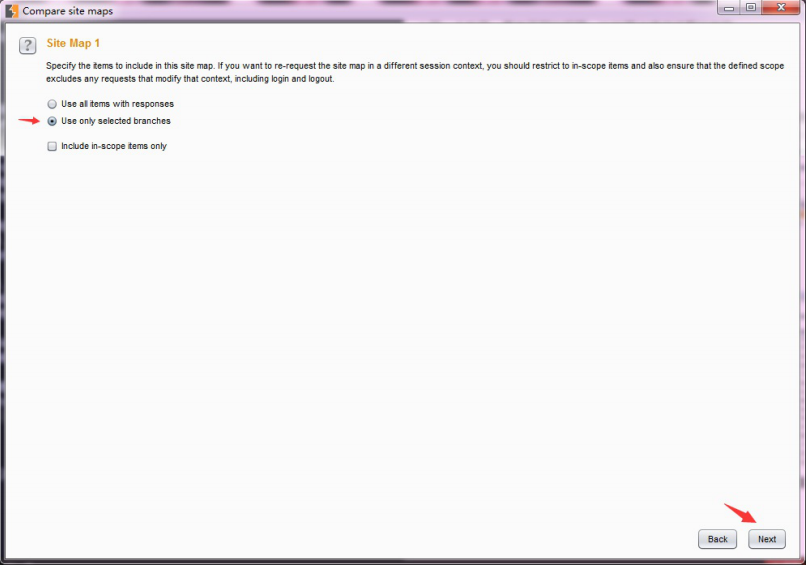 Compare site maps
?
Site Map 1
Specify the items to include in this site map. If you want to re-request the site map in a different session context, you should restrict to in-scope items and also ensure that the defined scope
excludes any requests that modify that context, including login and logout.
Use all items with responses
Use only selected branches
Include in-scope items only
Back
Next